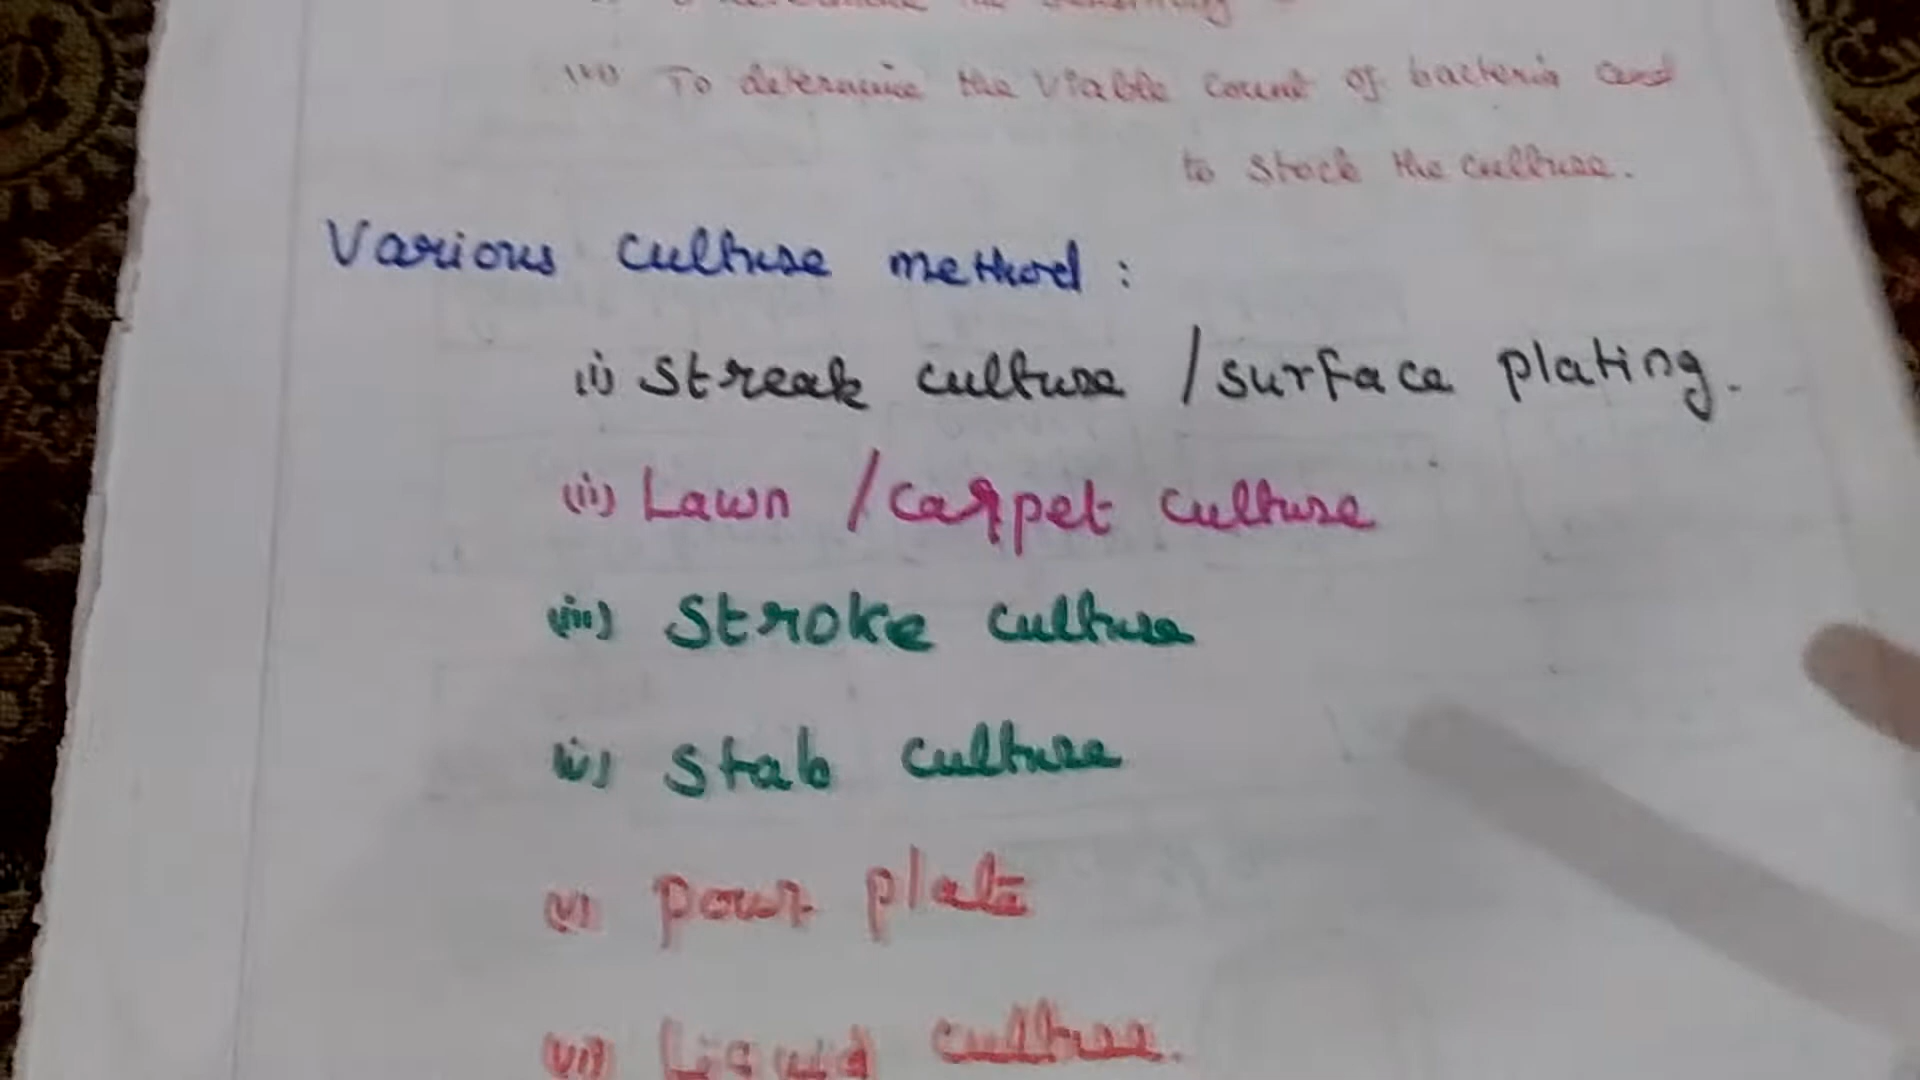 To determine the viable count of bacteria and
to stock the culture.
Various culture method :
(i) Streak culture / surface plating.
(ii) Lawn / carpet culture
(iii) Stroke culture
(iv) Stab culture
(v) pour plate
(vi) Liquid culture.